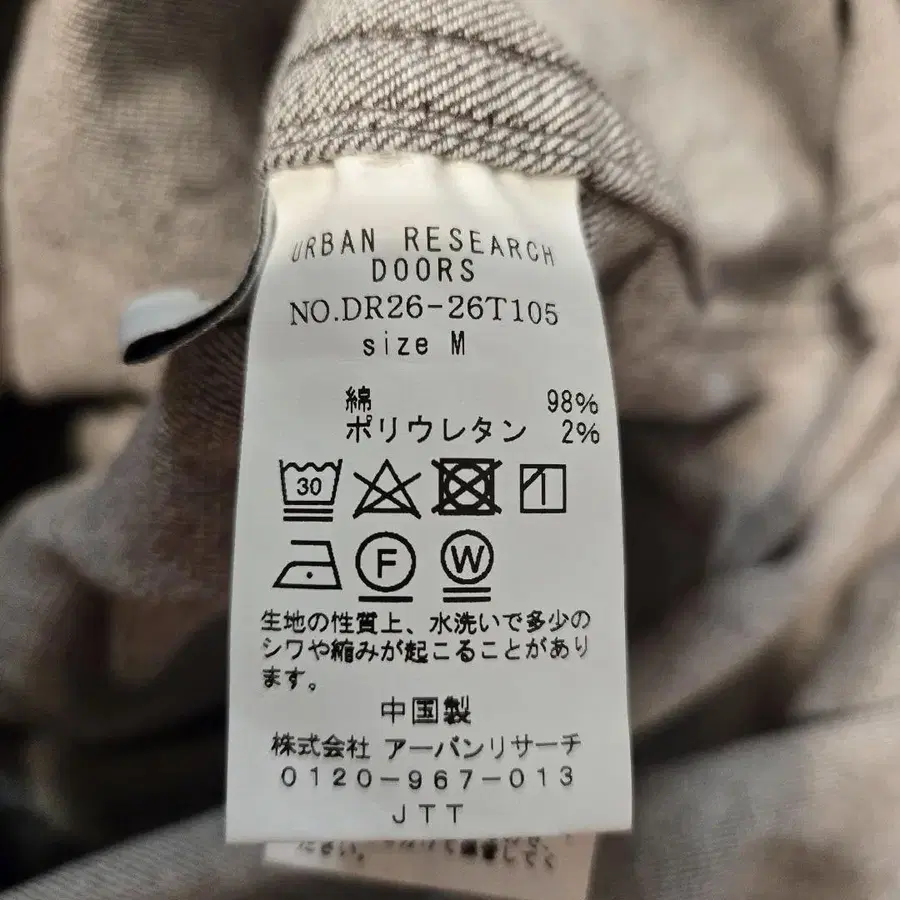 URBAN RESEARCH
DOORS
NO.DR26-26T105
size M
綿 98%
ポリウレタン 2%
30
F W
生地の性質上、水洗いで多少の
シワや縮みが起こることがあり
ます。
中国製
株式会社 アーバンリサーチ
0120-967-013
JTT
ださい。